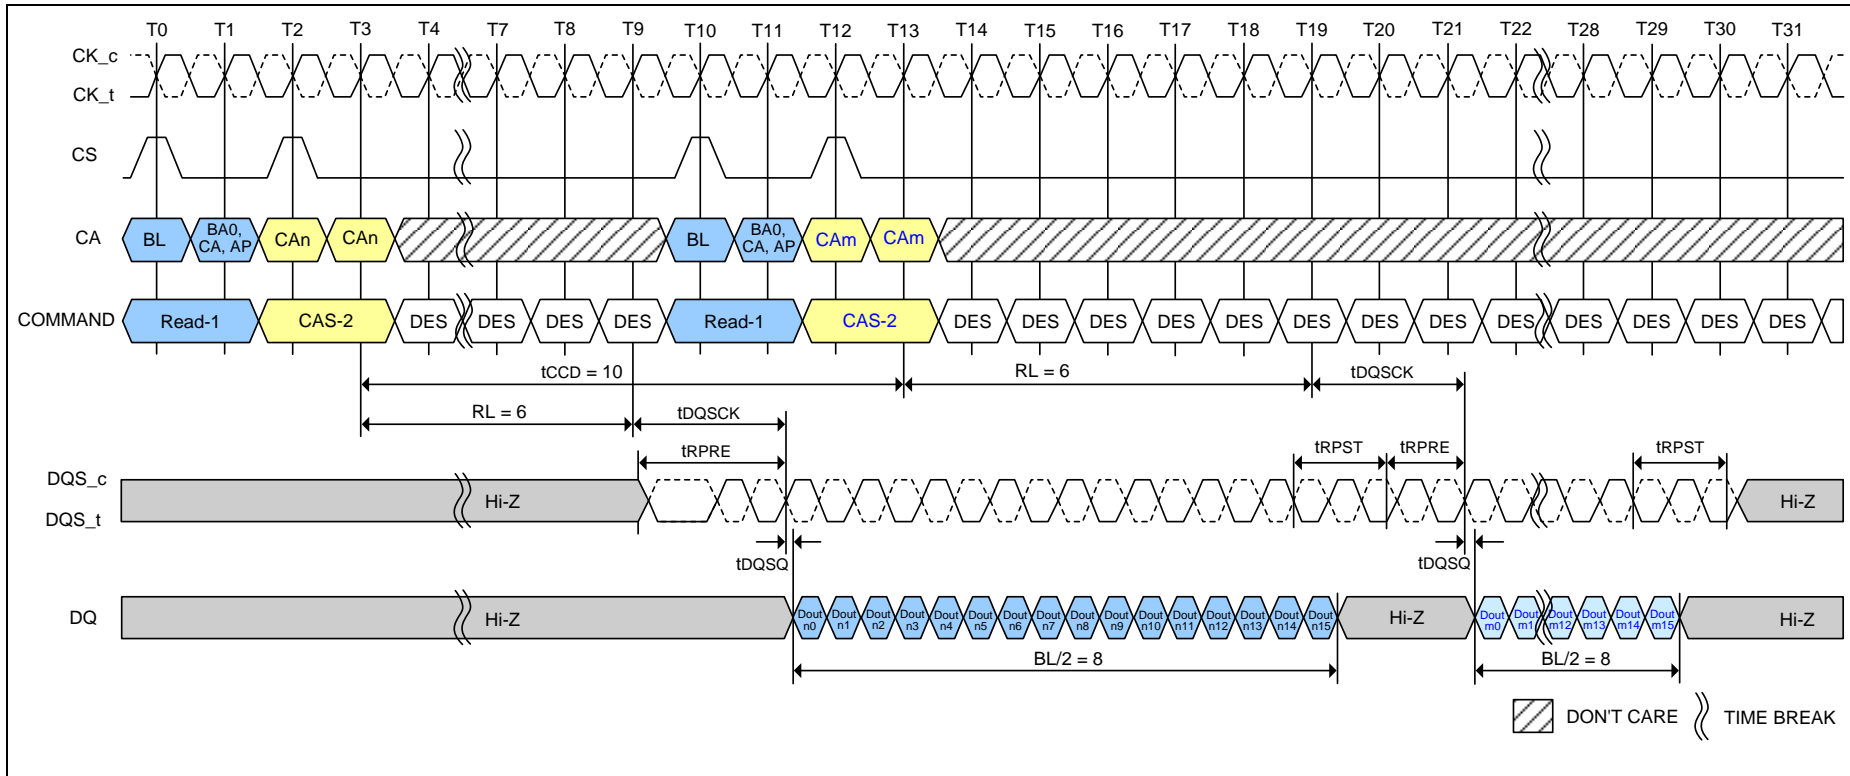 T0 T1 T2 T3 T4 T7 T8 T9 T10 T11 T12 T13 T14 T15 T16 T17 T18 T19 T20 T21 T22 T28 T29 T30 T31
CK_c
CK_t
CS
CA BL BA0, CA, AP CAn CAn BL BA0, CA, AP CAm CAm
COMMAND Read-1 CAS-2 DES DES DES DES Read-1 CAS-2 DES DES DES DES DES DES DES DES DES DES DES DES DES
tCCD = 10 RL = 6 tDQSCK
RL = 6 tDQSCK
tRPRE tRPST tRPRE tRPST
DQS_c
Hi-Z Hi-Z
DQS_t
tDQSQ tDQSQ
DQ Hi-Z Dout n0 Dout n1 Dout n2 Dout n3 Dout n4 Dout n5 Dout n6 Dout n7 Dout n8 Dout n9 Dout n10 Dout n11 Dout n12 Dout n13 Dout n14 Dout n15 Hi-Z Dout m0 Dout m1 Dout m12 Dout m13 Dout m14 Dout m15 Hi-Z
BL/2 = 8 BL/2 = 8
DON'T CARE TIME BREAK